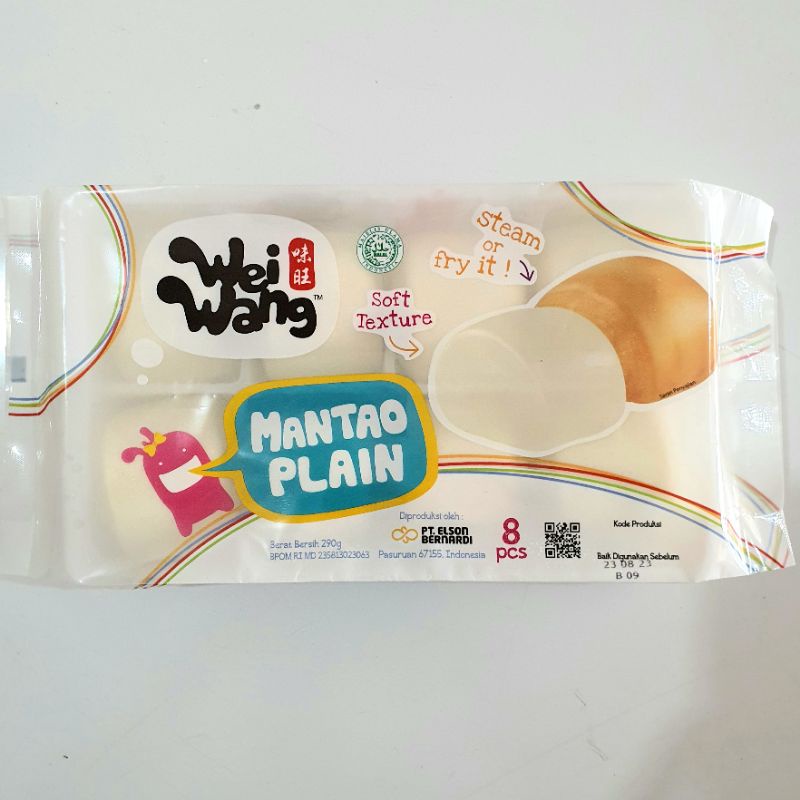 Wei
Wang
味
旺
TM
Soft
Texture
steam
or
fry it !
MANTAO
PLAIN
Saran Penyajian
Berat Bersih 290g
BPOM RI MD 235813023063
Diproduksi oleh :
PT. ELSON
BERNARDI
Pasuruan 67155, Indonesia
8
pcs
Kode Produksi
Baik Digunakan Sebelum
23 08 23
B 09